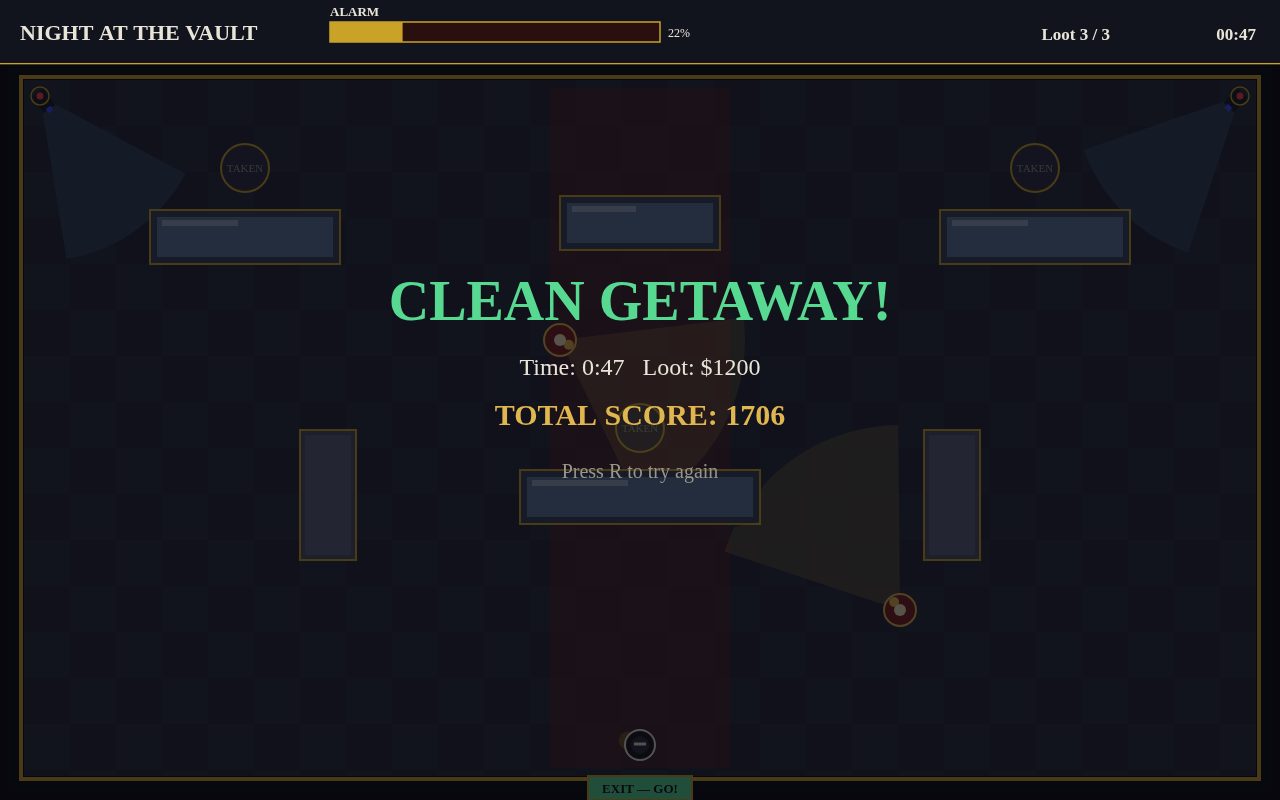 ALARM
NIGHT AT THE VAULT
22%
Loot 3 / 3
00:47
TAKEN
TAKEN
CLEAN GETAWAY!
Time: 0:47 Loot: $1200
TOTAL SCORE: 1706
TAKEN
Press R to try again
EXIT — GO!